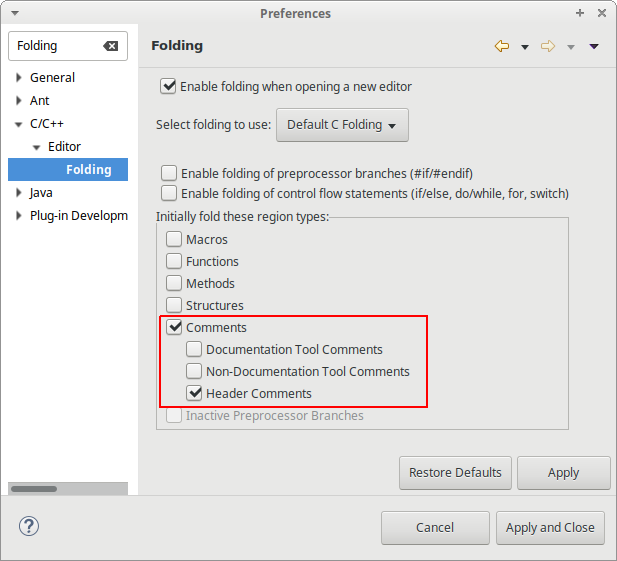 Preferences
Folding
Folding
General
Ant
C/C++
Editor
Folding
Java
Plug-in Developm
Enable folding when opening a new editor
Select folding to use: Default C Folding
Enable folding of preprocessor branches (#if/#endif)
Enable folding of control flow statements (if/else, do/while, for, switch)
Initially fold these region types:
Macros
Functions
Methods
Structures
Comments
Documentation Tool Comments
Non-Documentation Tool Comments
Header Comments
Inactive Preprocessor Branches
Restore Defaults Apply
? Cancel Apply and Close